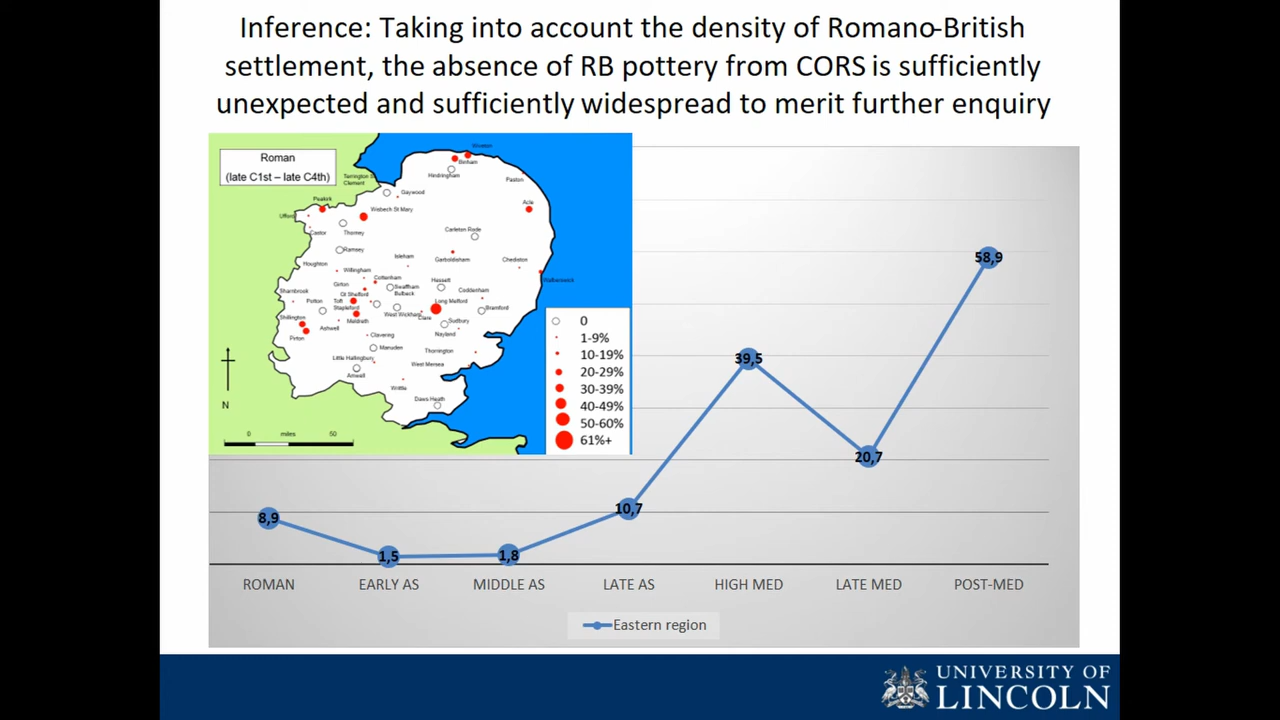 Inference: Taking into account the density of Romano-British
settlement, the absence of RB pottery from CORS is sufficiently
unexpected and sufficiently widespread to merit further enquiry
Roman
(late C1st – late C4th)
Terrington St
Clement
Wiveton
Binham
Hindringham
Paston
Gaywood
Peakirk
Wisbech St Mary
Acle
Ufford
Castor
Thorney
Carleton Rode
Ramsey
Isleham
Garboldisham
Chediston
Houghton
Willingham
Walberswick
Cottenham
Girton
Swaffham
Bulbeck
Hessett
Coddenham
Sharnbrook
Gt Shelford
Potton
Toft
Stapleford
Long Melford
Bramford
West Wickham
Clare
Shillington
Meldreth
Sudbury
Ashwell
Nayland
Pirton
Clavering
Manuden
Thorrington
Little Hallingbury
West Mersea
Amwell
Writtle
Daws Heath
N
0 miles 50
0
1-9%
10-19%
20-29%
30-39%
40-49%
50-60%
61%+
58,9
39,5
20,7
10,7
8,9
1,5
1,8
ROMAN EARLY AS MIDDLE AS LATE AS HIGH MED LATE MED POST-MED
Eastern region
UNIVERSITY OF
LINCOLN